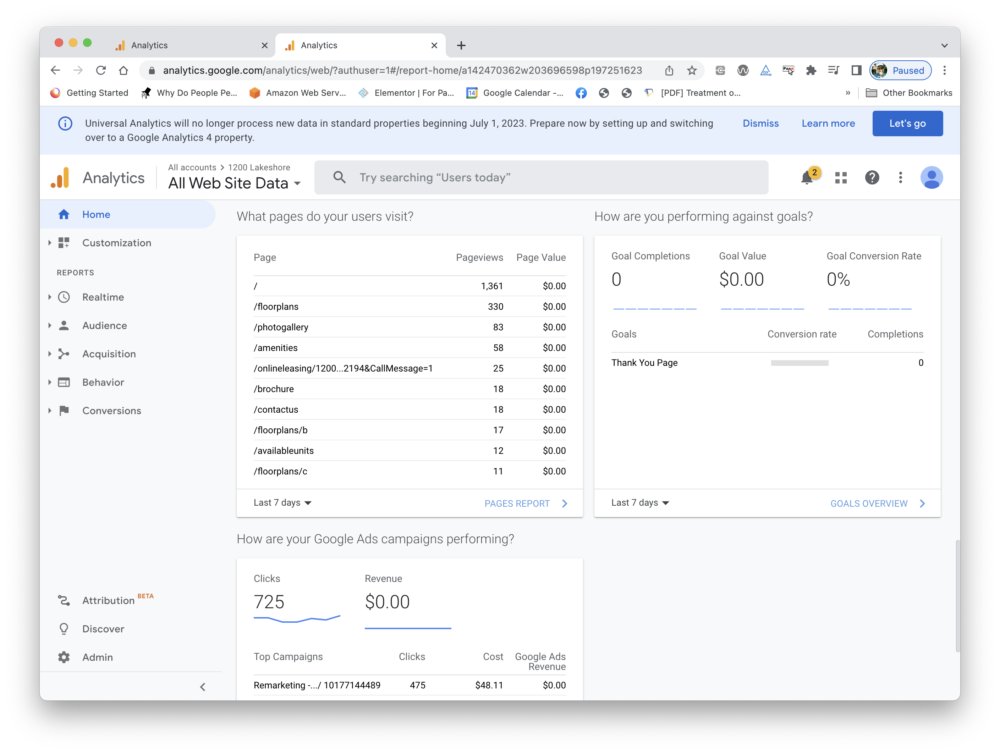 Analytics
Analytics
analytics.google.com/analytics/web/?authuser=1#/report-home/a142470362w203696598p197251623
Paused
Getting Started
Why Do People Pe...
Amazon Web Serv...
Elementor | For Pa...
14
Google Calendar -...
[PDF] Treatment o...
»
Other Bookmarks
Universal Analytics will no longer process new data in standard properties beginning July 1, 2023. Prepare now by setting up and switching
over to a Google Analytics 4 property.
Dismiss
Learn more
Let's go
Analytics
All accounts > 1200 Lakeshore
All Web Site Data
Try searching “Users today”
2
Home
Customization
REPORTS
Realtime
Audience
Acquisition
Behavior
Conversions
Attribution BETA
Discover
Admin
What pages do your users visit?
Page Pageviews Page Value
/ 1,361 $0.00
/floorplans 330 $0.00
/photogallery 83 $0.00
/amenities 58 $0.00
/onlineleasing/1200...2194&CallMessage=1 25 $0.00
/brochure 18 $0.00
/contactus 18 $0.00
/floorplans/b 17 $0.00
/availableunits 12 $0.00
/floorplans/c 11 $0.00
Last 7 days
PAGES REPORT
How are you performing against goals?
Goal Completions Goal Value Goal Conversion Rate
0 $0.00 0%
Goals Conversion rate Completions
Thank You Page 0
Last 7 days
GOALS OVERVIEW
How are your Google Ads campaigns performing?
Clicks Revenue
725 $0.00
Top Campaigns Clicks Cost Google Ads
Revenue
Remarketing -.../ 10177144489 475 $48.11 $0.00